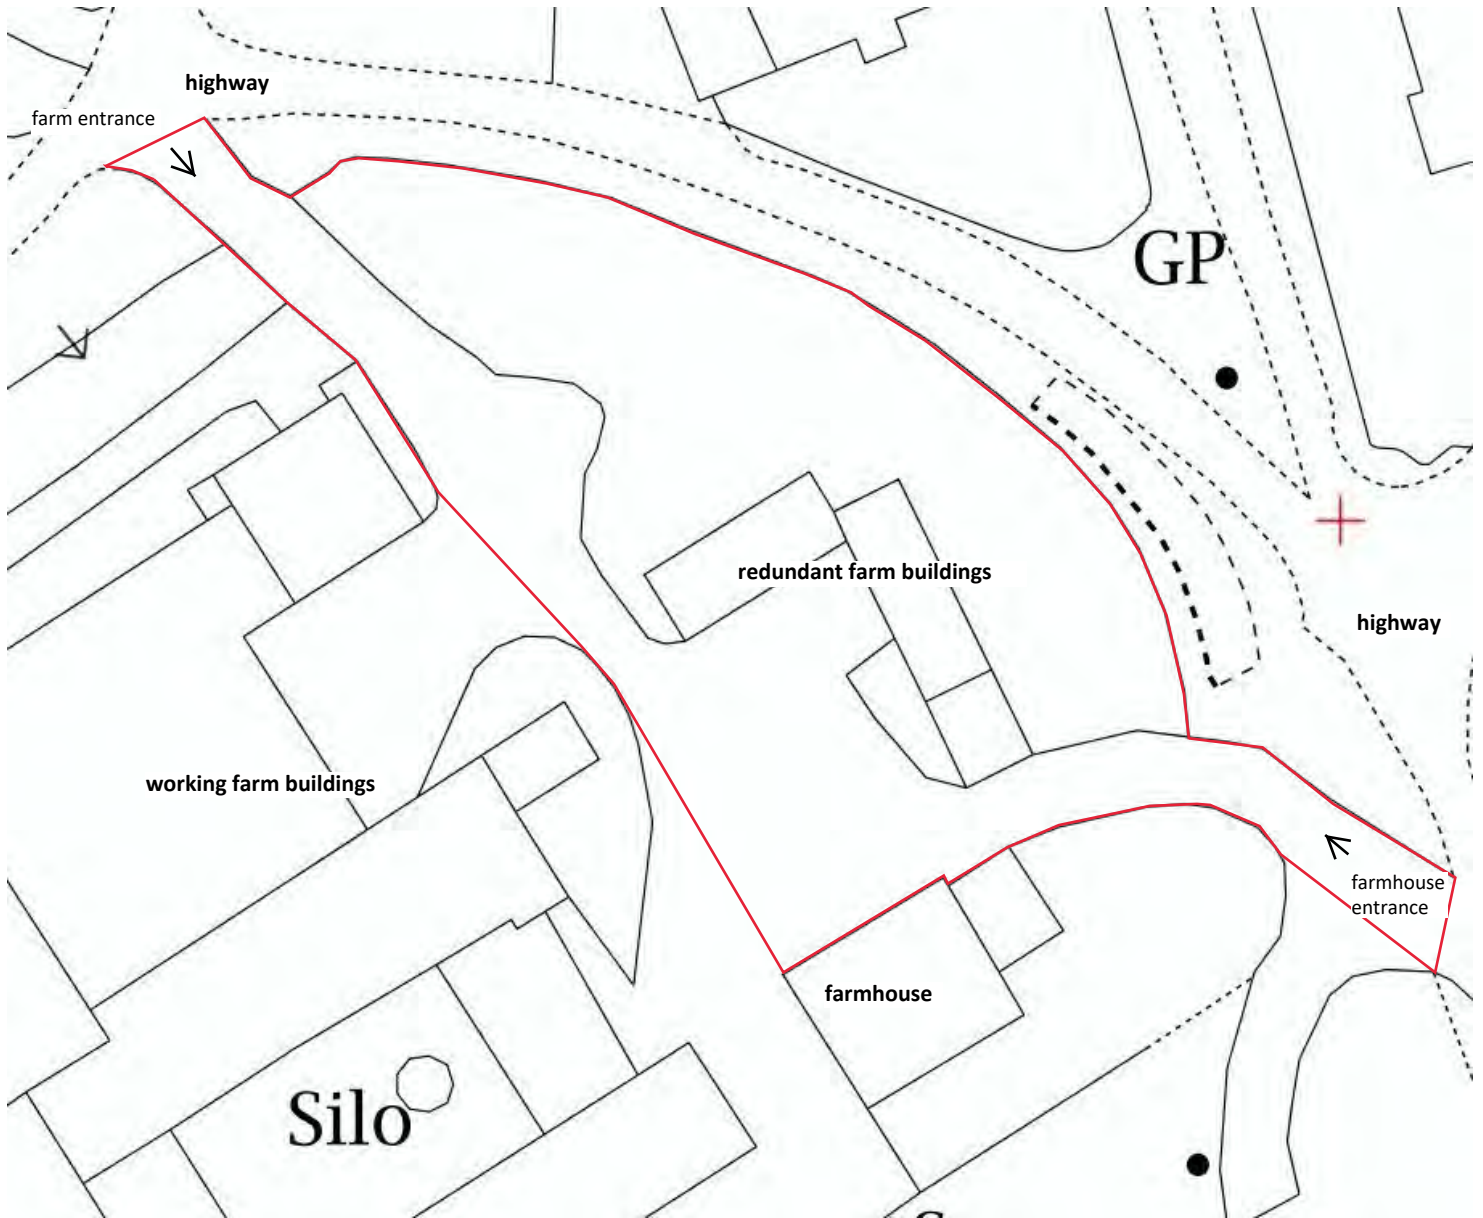 highway
farm entrance
GP
redundant farm buildings
highway
working farm buildings
farmhouse
entrance
farmhouse
Silo